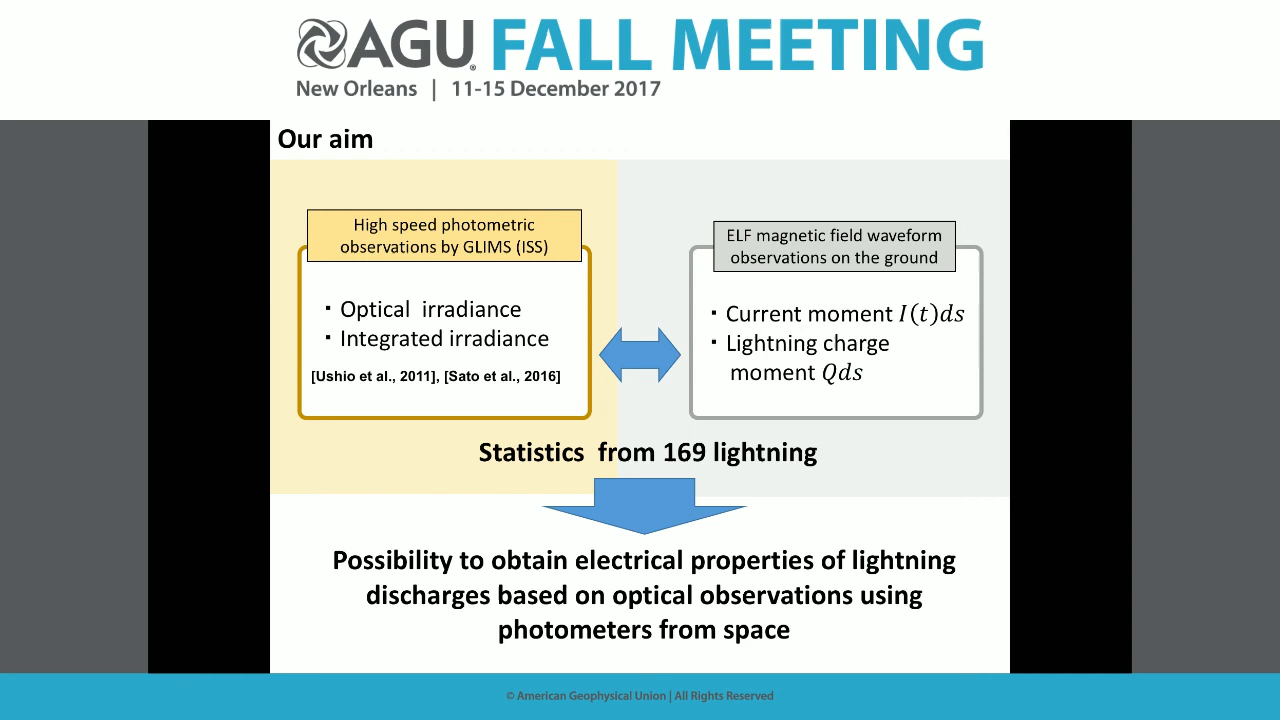 AGU FALL MEETING
New Orleans | 11-15 December 2017
Our aim
High speed photometric
observations by GLIMS (ISS)
・Optical irradiance
・Integrated irradiance
[Ushio et al., 2011], [Sato et al., 2016]
ELF magnetic field waveform
observations on the ground
・Current moment I(t)ds
・Lightning charge
moment Qds
Statistics from 169 lightning
Possibility to obtain electrical properties of lightning
discharges based on optical observations using
photometers from space
© American Geophysical Union | All Rights Reserved